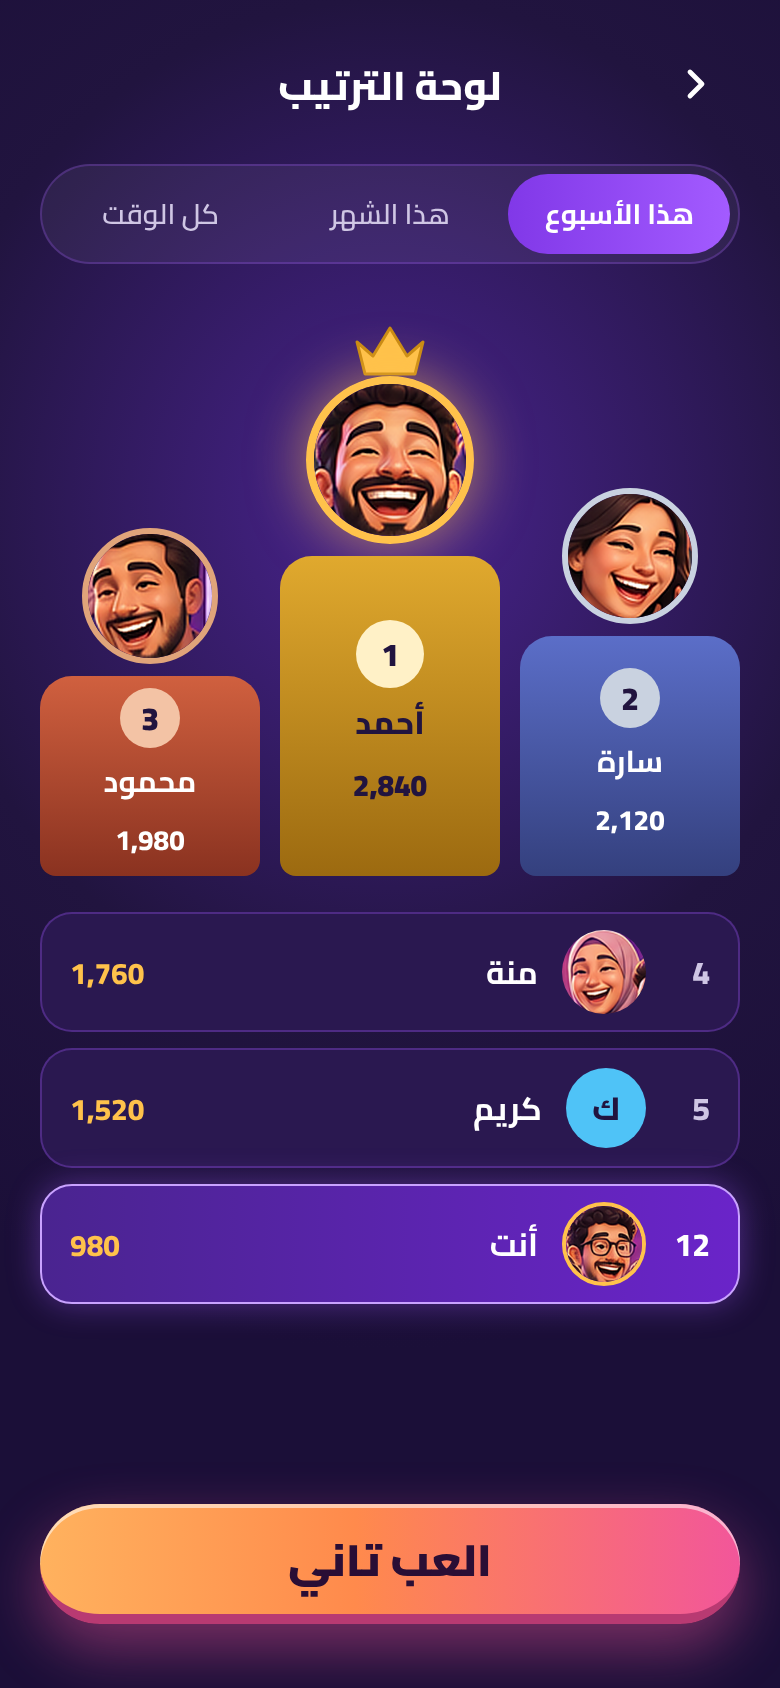 لوحة الترتيب
هذا الأسبوع
هذا الشهر
كل الوقت
1
أحمد
2,840
2
سارة
2,120
3
محمود
1,980
4 منة 1,760
5 ك كريم 1,520
12 أنت 980
العب تاني